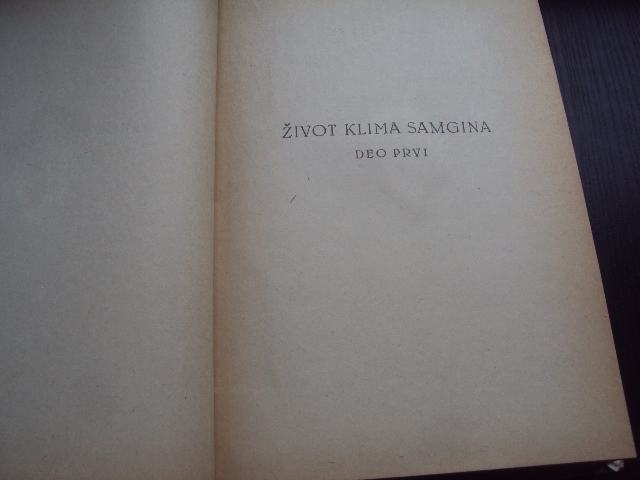 ŽIVOT KLIMA SAMGINA
DEO PRVI